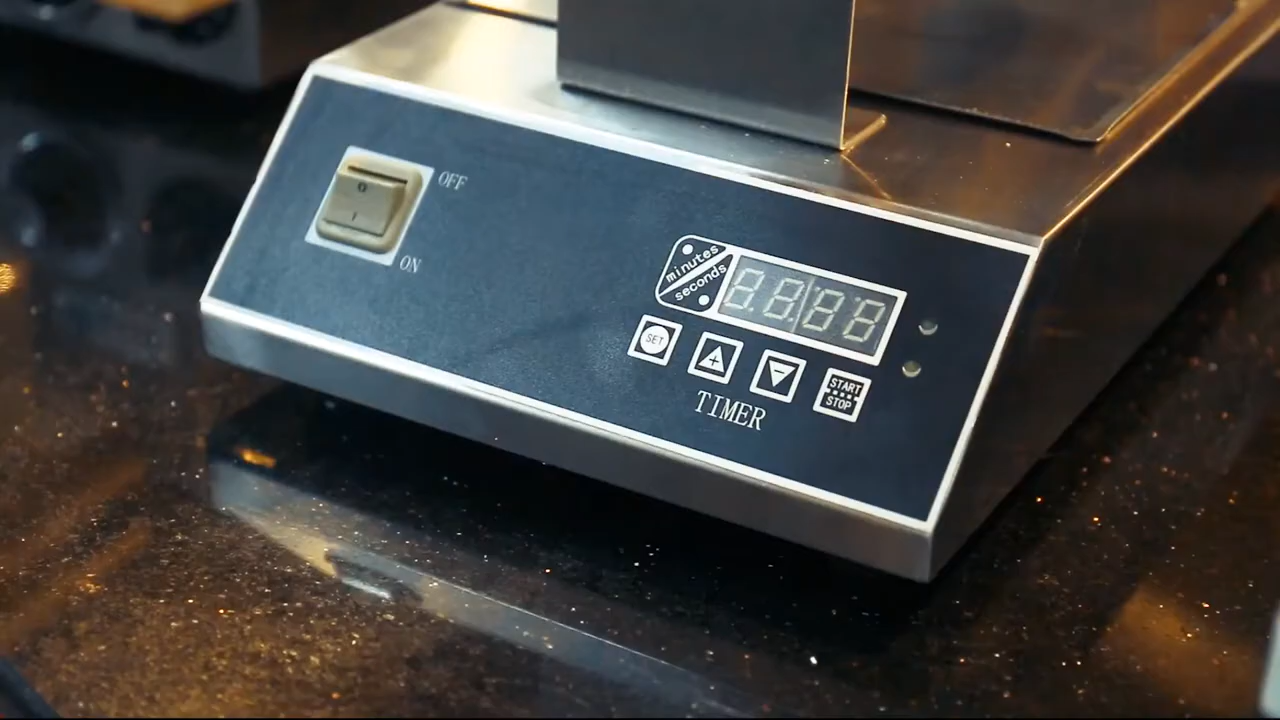 OFF
O
I
ON
minutes
seconds
SET
+
−
START
STOP
TIMER